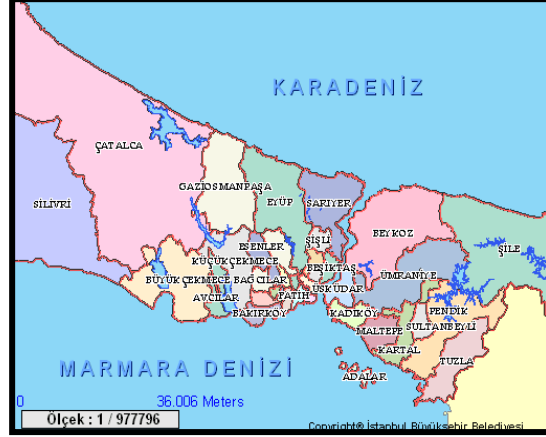 KARADENİZ
ÇATALCA
GAZİOSMANPAŞA
SİLİVRİ
EYÜP
SARIYER
BEYKOZ
ŞİŞLİ
ESENLER
ŞİLE
KÜÇÜKÇEKMECE
BEŞİKTAŞ
ÜMRANİYE
BÜYÜKÇEKMECE
BAĞCILAR
ÜSKÜDAR
AVCILAR
FATİH
PENDİK
BAKIRKÖY
KADIKÖY
SULTANBEYLİ
MALTEPE
KARTAL
TUZLA
MARMARA DENİZİ
ADALAR
0 36.006 Meters
Ölçek : 1 / 977796
Copyright® İstanbul Büyükşehir Belediyesi